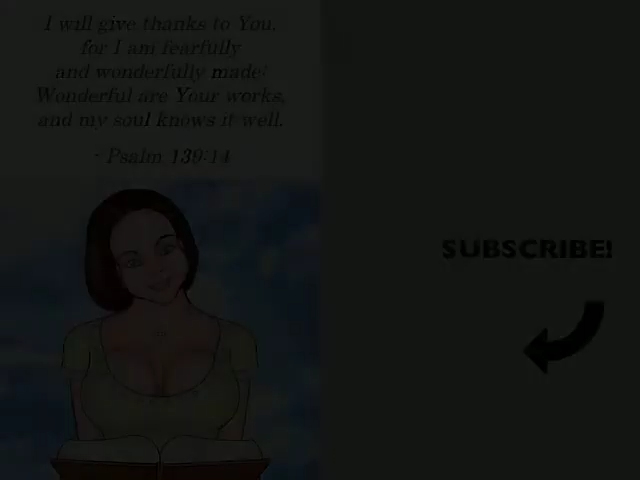 I will give thanks to You,
for I am fearfully
and wonderfully made;
Wonderful are Your works,
and my soul knows it well.
- Psalm 139:14
SUBSCRIBE!